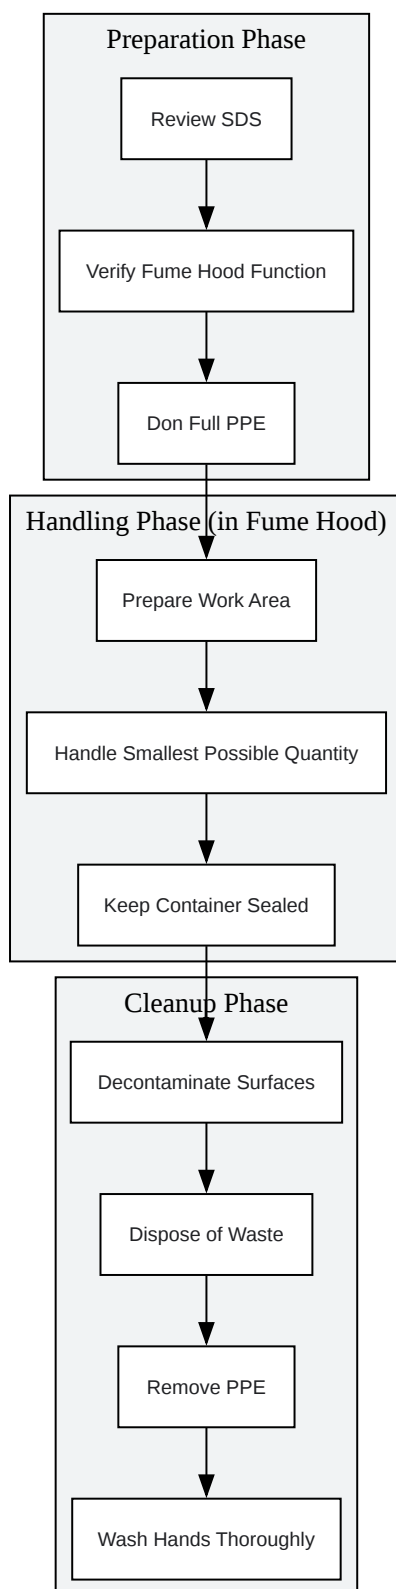 Preparation Phase
Review SDS
Verify Fume Hood Function
Don Full PPE
Handling Phase (in Fume Hood)
Prepare Work Area
Handle Smallest Possible Quantity
Keep Container Sealed
Cleanup Phase
Decontaminate Surfaces
Dispose of Waste
Remove PPE
Wash Hands Thoroughly